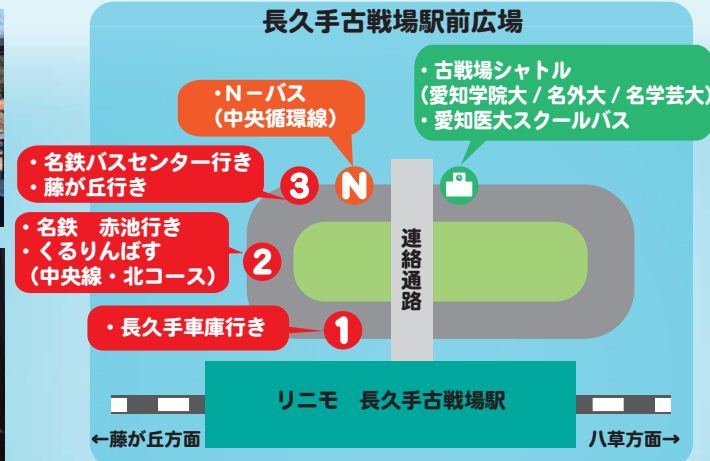 長久手古戦場駅前広場
・古戦場シャトル
(愛知学院大 / 名外大 / 名学芸大)
・愛知医大スクールバス
・N－バス
(中央循環線)
・名鉄バスセンター行き
・藤が丘行き
3
N
・名鉄　赤池行き
・くるりんばす
(中央線・北コース)
2
連絡通路
・長久手車庫行き
1
リニモ　長久手古戦場駅
←藤が丘方面
八草方面→